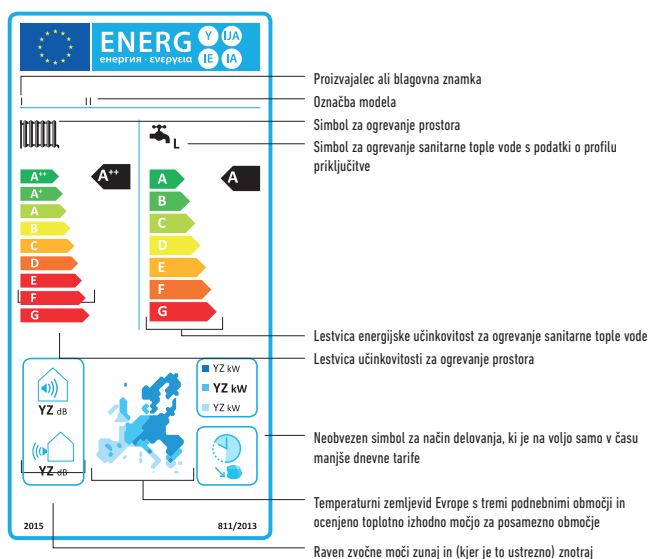 ENERG Y IJA
енергия · ενεργεια IE IA
Proizvajalec ali blagovna znamka
I II
Označba modela
Simbol za ogrevanje prostora
L
Simbol za ogrevanje sanitarne tople vode s podatki o profilu
priključitve
A++ A++ A A
A+ B
A C
B D
C E
D F
E G
F
G
Lestvica energijske učinkovitost za ogrevanje sanitarne tople vode
Lestvica učinkovitosti za ogrevanje prostora
YZ dB
YZ kW
YZ kW
YZ kW
YZ dB
Neobvezen simbol za način delovanja, ki je na voljo samo v času
manjše dnevne tarife
Temperaturni zemljevid Evrope s tremi podnebnimi območji in
ocenjeno toplotno izhodno močjo za posamezno območje
2015 811/2013
Raven zvočne moči zunaj in (kjer je to ustrezno) znotraj